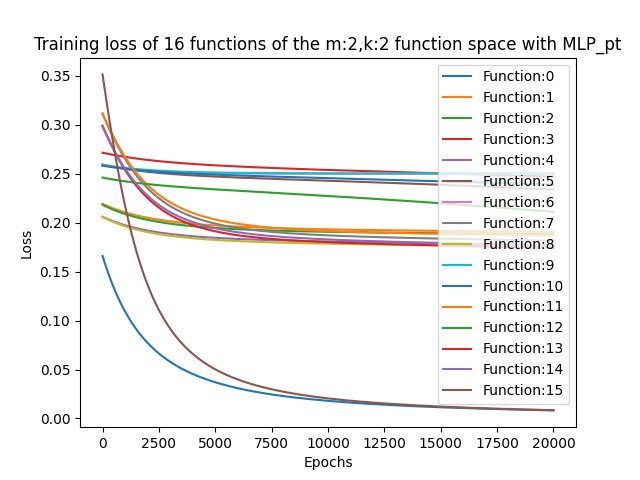 Training loss of 16 functions of the m:2,k:2 function space with MLP_pt
0.35
0.30
0.25
0.20
0.15
0.10
0.05
0.00
Loss
Function:0
Function:1
Function:2
Function:3
Function:4
Function:5
Function:6
Function:7
Function:8
Function:9
Function:10
Function:11
Function:12
Function:13
Function:14
Function:15
0 2500 5000 7500 10000 12500 15000 17500 20000
Epochs